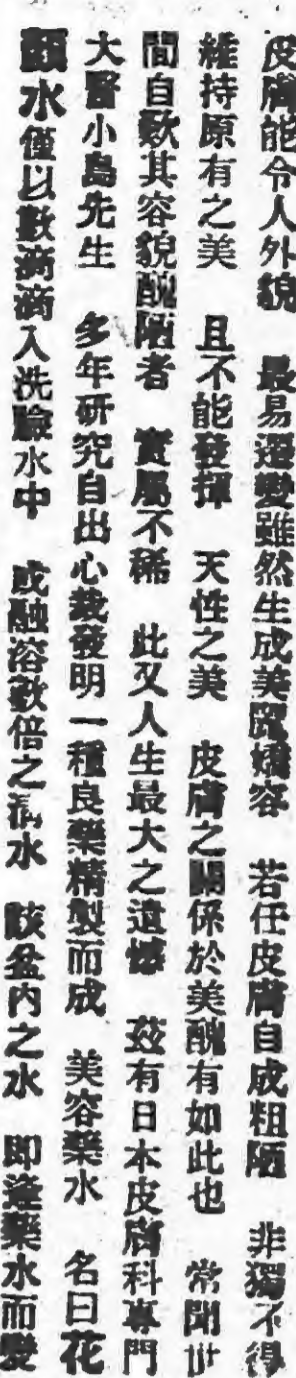 皮膚能令人外貌　最易遷變雖然生成美麗嬌容　若任皮膚自成粗陋　非獨不得
維持原有之美　且不能發揮　天性之美　皮膚之關係於美醜有如此也　常聞世
間自歎其容貌醜陋者　實屬不稀　此又人生最大之遺憾　茲有日本皮膚科專門
大醫小島先生　多年研究自出心裁發明一種良藥精製而成　美容藥水　名曰花
顏水僅以數滴滴入洗臉水中　或融溶數倍之清水　該盆內之水　即逢藥水而變